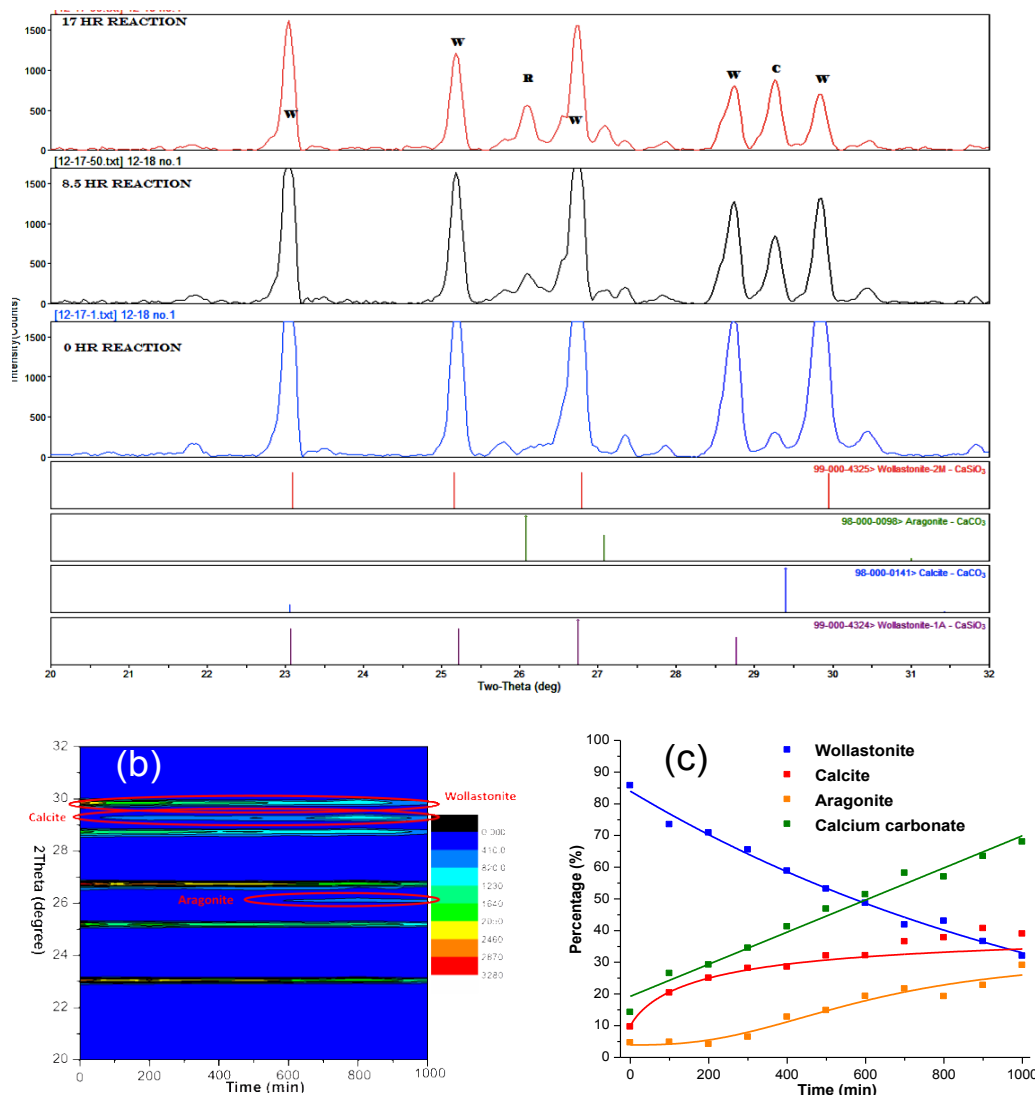 17 HR REACTION
1500
1000
500
0
W
W
R
W
W
C
W
[12-17-50.txt] 12-18 no.1
8.5 HR REACTION
1500
1000
500
0
[12-17-1.txt] 12-18 no.1
0 HR REACTION
1500
1000
500
0
Intensity(Counts)
99-000-4325> Wollastonite-2M - CaSiO3
98-000-0098> Aragonite - CaCO3
98-000-0141> Calcite - CaCO3
99-000-4324> Wollastonite-1A - CaSiO3
20 21 22 23 24 25 26 27 28 29 30 31 32
Two-Theta (deg)
(b)
32
30
28
26
24
22
20
2Theta (degree)
Calcite
Wollastonite
Aragonite
0.000
410.0
820.0
1230
1640
2050
2460
2870
3280
0 200 400 600 800 1000
Time (min)
(c)
Wollastonite
Calcite
Aragonite
Calcium carbonate
100
90
80
70
60
50
40
30
20
10
0
Percentage (%)
0 200 400 600 800 1000
Time (min)